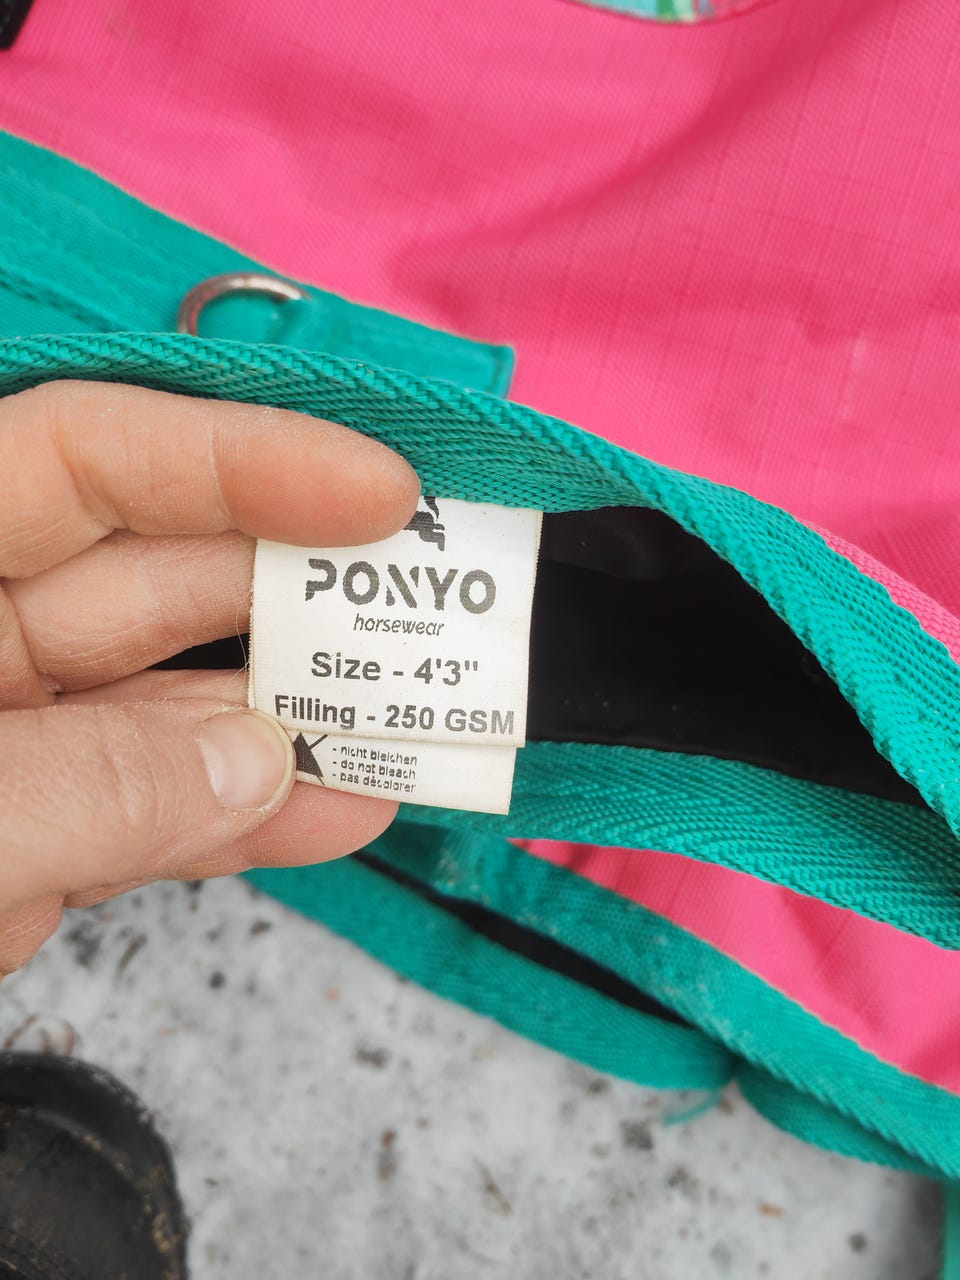 PONYO
horsewear
Size - 4'3"
Filling - 250 GSM
- nicht bleichen
- do not bleach
- pas décolorer